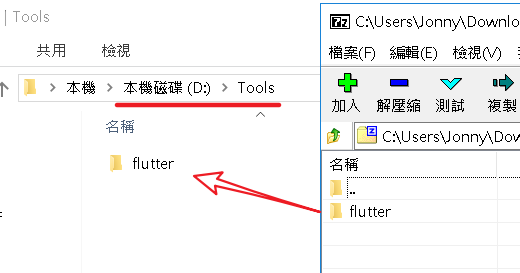 Tools
共用
檢視
本機
本機磁碟 (D:)
Tools
名稱
flutter
C:\Users\Jonny\Downlo
檔案(F)
編輯(E)
檢視(V)
加入
解壓縮
測試
複製
C:\Users\Jonny\Dow
名稱
..
flutter